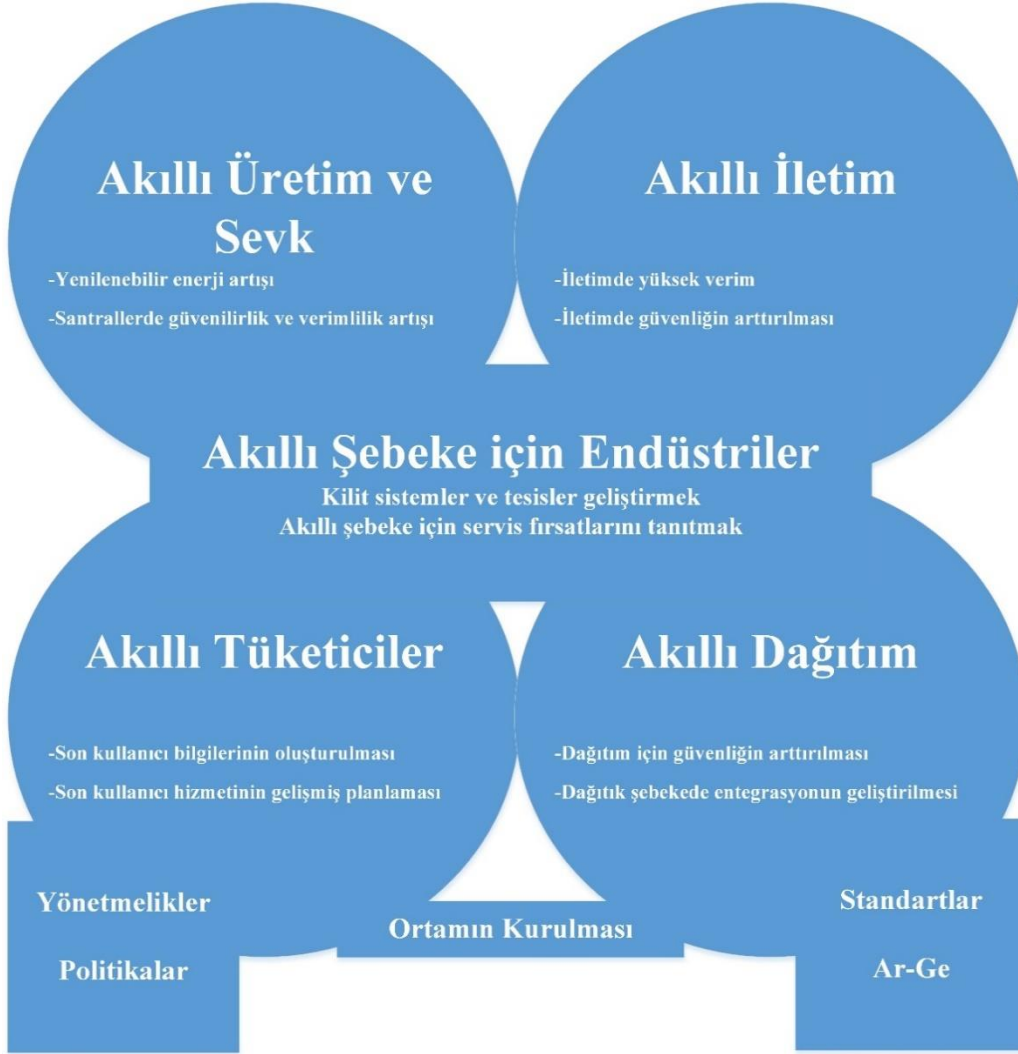 Akıllı Üretim ve
Sevk
-Yenilenebilir enerji artışı
-Santrallerde güvenilirlik ve verimlilik artışı
Akıllı İletim
-İletimde yüksek verim
-İletimde güvenliğin arttırılması
Akıllı Şebeke için Endüstriler
Kilit sistemler ve tesisler geliştirmek
Akıllı şebeke için servis fırsatlarını tanıtmak
Akıllı Tüketiciler
-Son kullanıcı bilgilerinin oluşturulması
-Son kullanıcı hizmetinin gelişmiş planlaması
Akıllı Dağıtım
-Dağıtım için güvenliğin arttırılması
-Dağıtık şebekede entegrasyonun geliştirilmesi
Yönetmelikler
Politikalar
Ortamın Kurulması
Standartlar
Ar-Ge